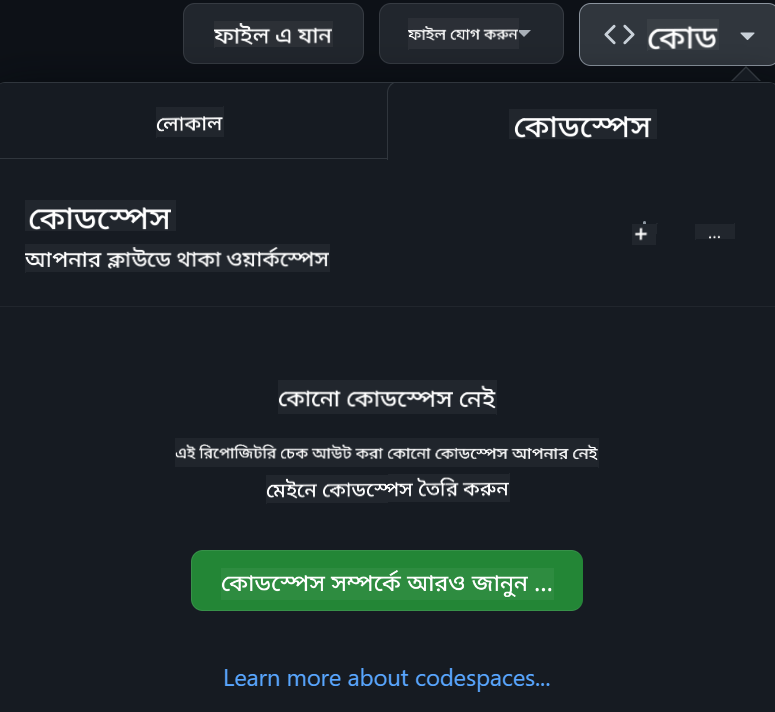 ফাইল এ যান
ফাইল যোগ করুন
<> কোড
লোকাল
কোডস্পেস
কোডস্পেস
+
...
আপনার ক্লাউডে থাকা ওয়ার্কস্পেস
কোনো কোডস্পেস নেই
এই রিপোজিটরি চেক আউট করা কোনো কোডস্পেস আপনার নেই
মেইনে কোডস্পেস তৈরি করুন
কোডস্পেস সম্পর্কে আরও জানুন ...
Learn more about codespaces...